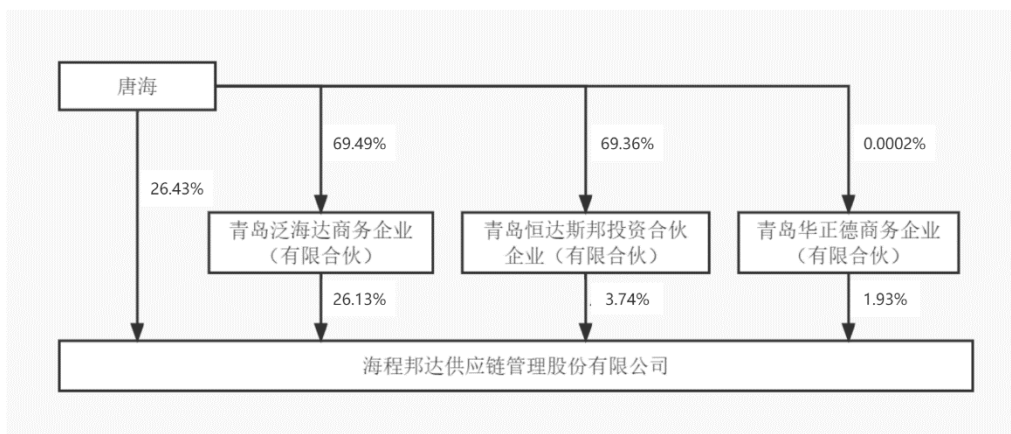 唐海
69.49%
69.36%
0.0002%
26.43%
青岛泛海达商务企业
（有限合伙）
青岛恒达斯邦投资合伙
企业（有限合伙）
青岛华正德商务企业
（有限合伙）
26.13%
3.74%
1.93%
海程邦达供应链管理股份有限公司